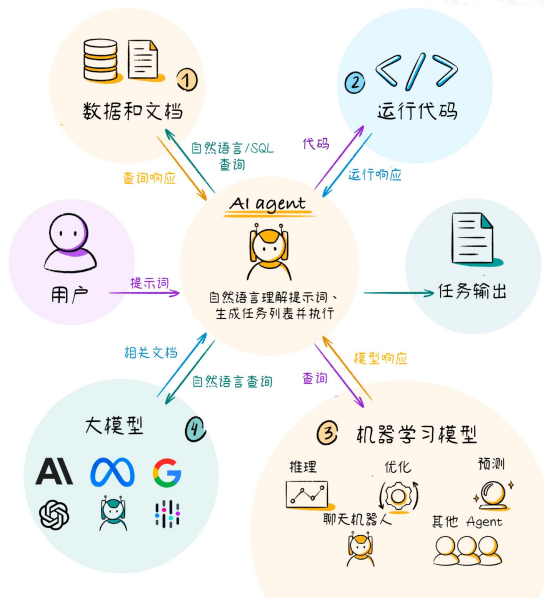 ①
数据和文档
②
</>
运行代码
自然语言/SQL
查询
代码
查询响应
运行响应
AI agent
用户
提示词
自然语言理解提示词、
生成任务列表并执行
任务输出
相关文档
模型响应
自然语言查询
查询
大模型
④
③
机器学习模型
推理
优化
预测
聊天机器人
其他 Agent